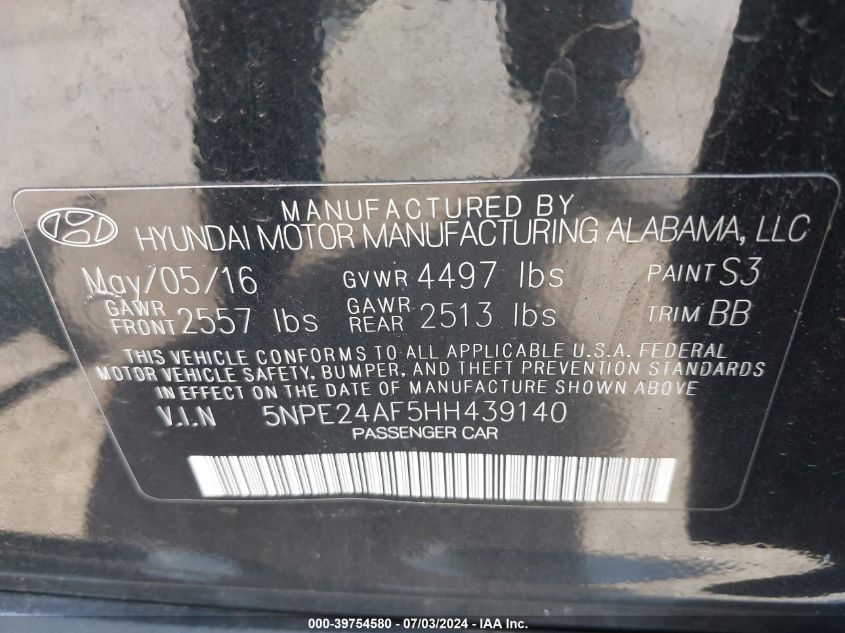 MANUFACTURED BY
HYUNDAI MOTOR MANUFACTURING ALABAMA, LLC
May/05/16 GVWR 4497 lbs PAINT S3
GAWR FRONT 2557 lbs GAWR REAR 2513 lbs TRIM BB
THIS VEHICLE CONFORMS TO ALL APPLICABLE U.S.A. FEDERAL
MOTOR VEHICLE SAFETY, BUMPER, AND THEFT PREVENTION STANDARDS
IN EFFECT ON THE DATE OF MANUFACTURE SHOWN ABOVE.
V.I.N 5NPE24AF5HH439140
PASSENGER CAR
000-39754580 - 07/03/2024 - IAA Inc.